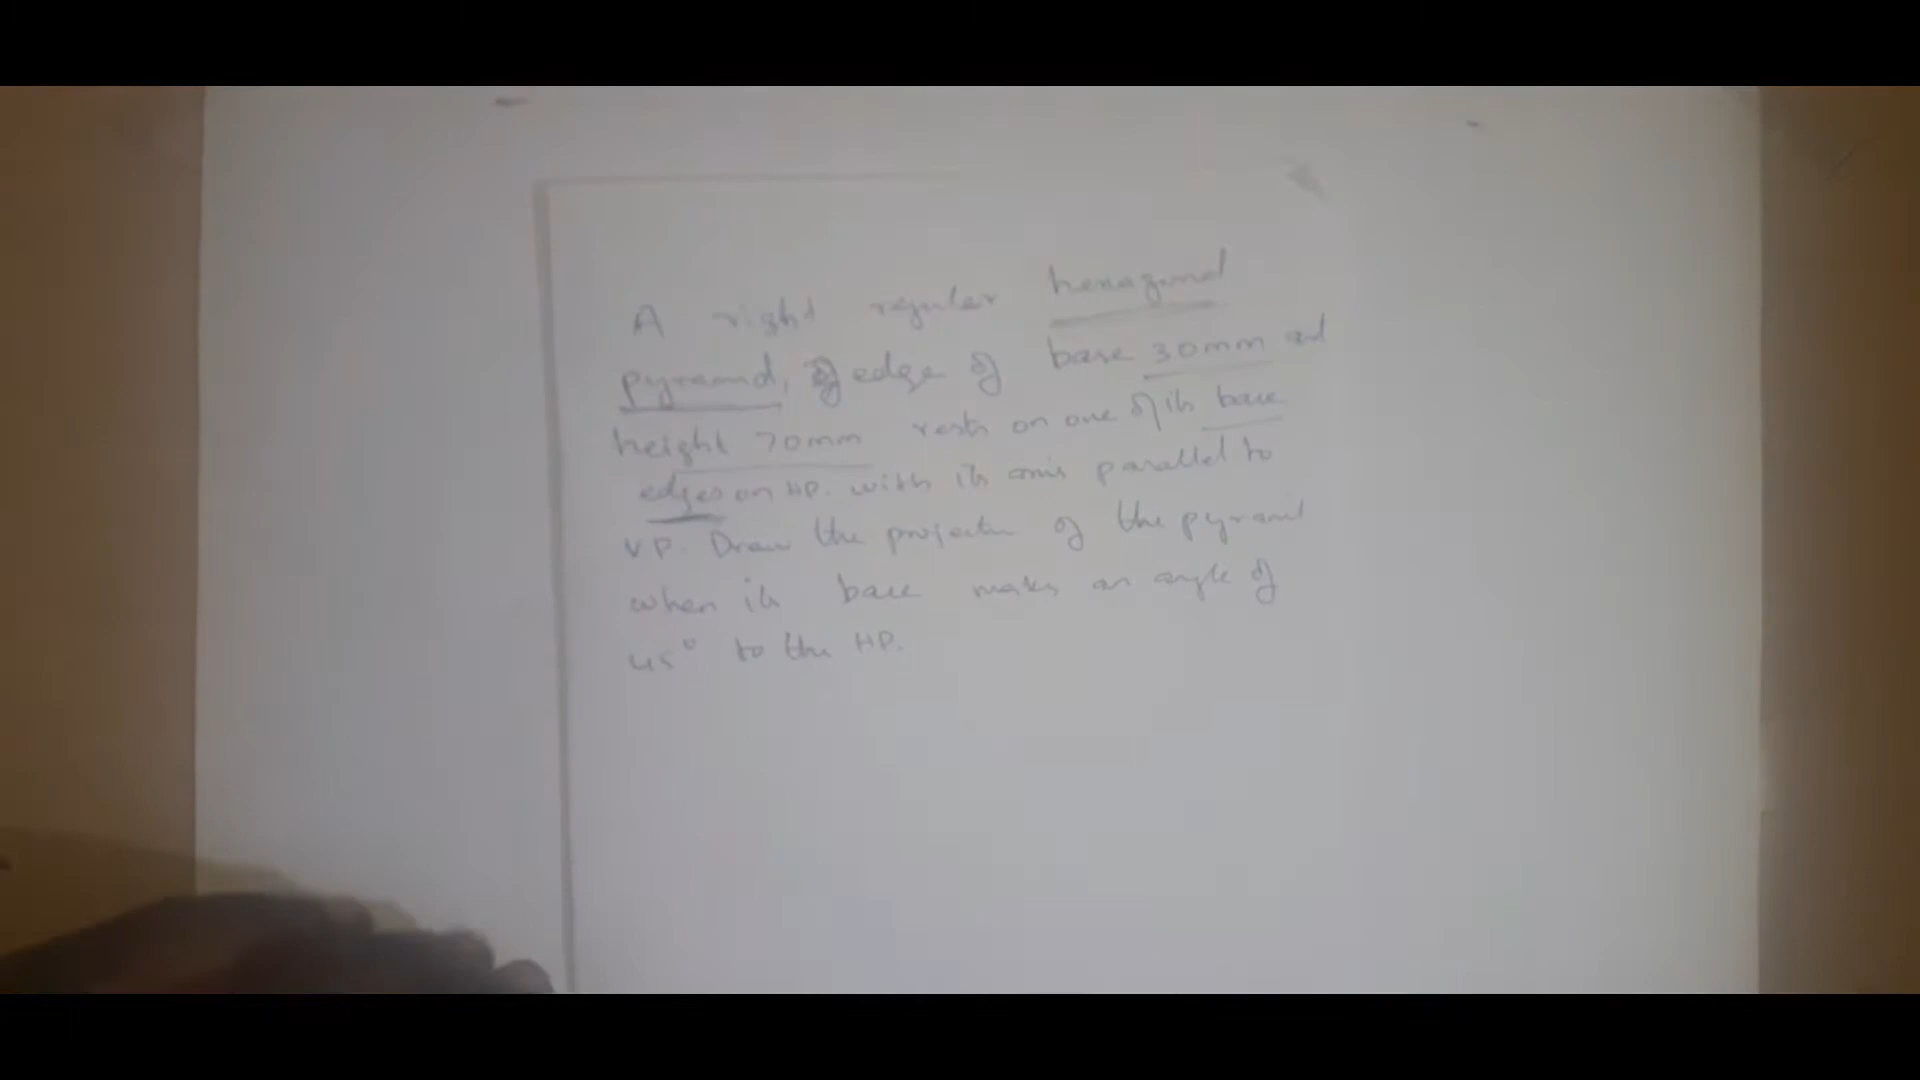 A right regular hexagonal
pyramid, of edge of base 30mm and
height 70mm rests on one of its base
edges on HP. with its axis parallel to
VP. Draw the projection of the pyramid
when its base makes an angle of
45° to the HP.